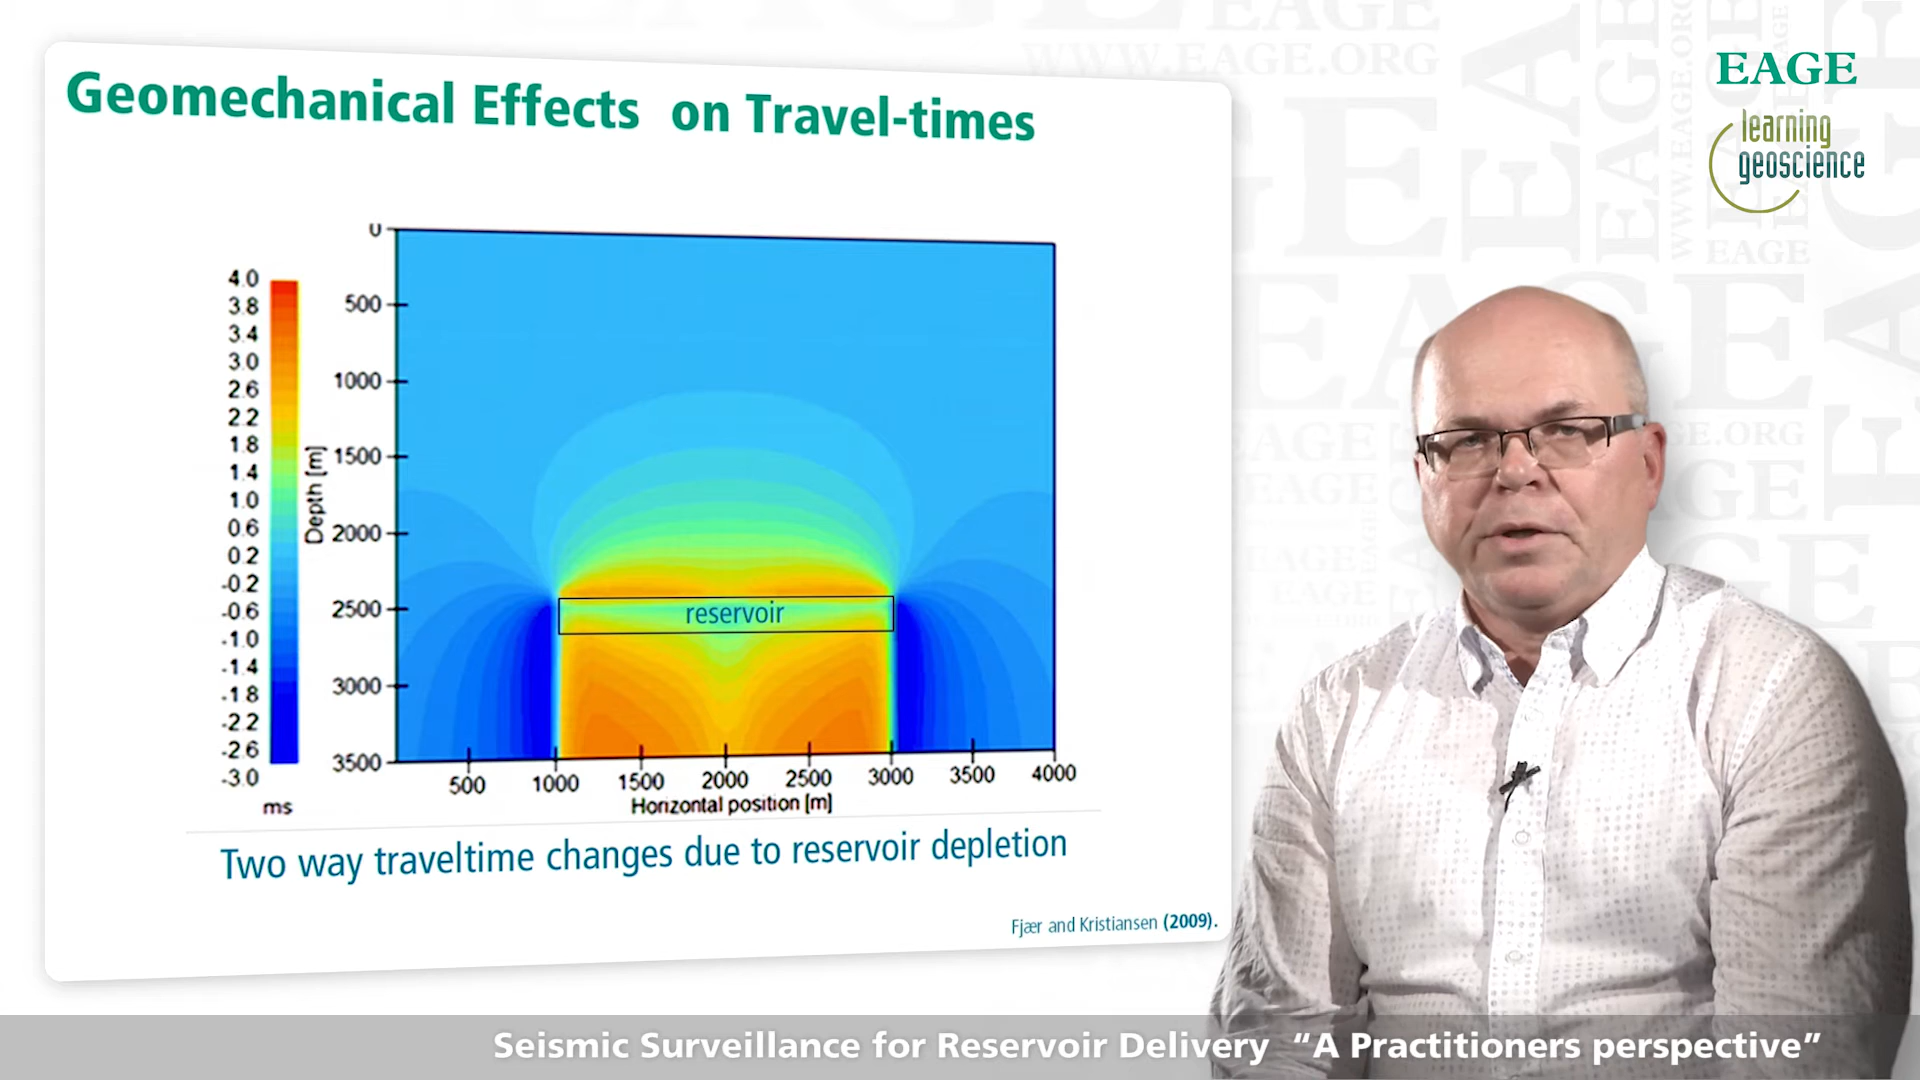 Geomechanical Effects on Travel-times
EAGE
learning
geoscience
WWW.EAGE.ORG
0
500
1000
1500
2000
2500
3000
3500
Depth [m]
4.0
3.8
3.4
3.0
2.6
2.2
1.8
1.4
1.0
0.6
0.2
-0.2
-0.6
-1.0
-1.4
-1.8
-2.2
-2.6
-3.0
ms
reservoir
500 1000 1500 2000 2500 3000 3500 4000
Horizontal position [m]
Two way traveltime changes due to reservoir depletion
Fjær and Kristiansen (2009).
Seismic Surveillance for Reservoir Delivery “A Practitioners perspective”